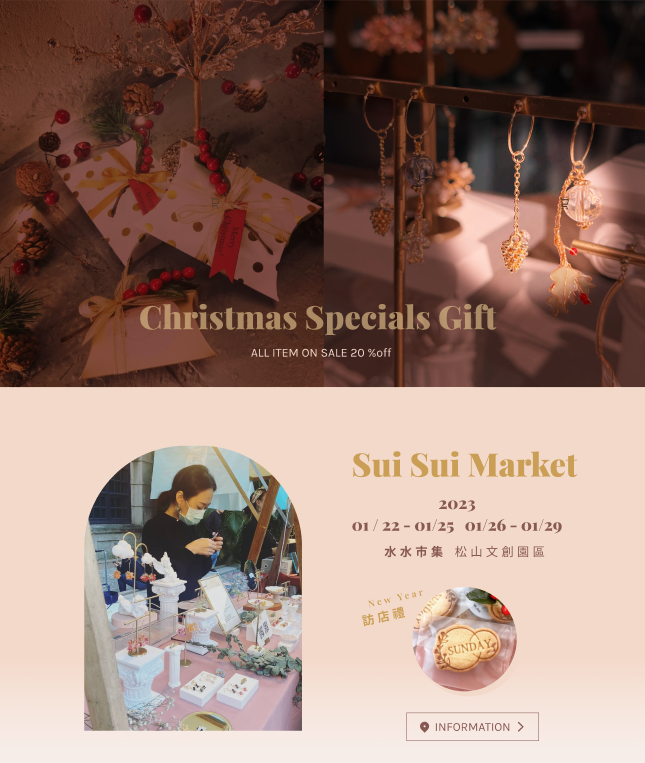 Christmas Specials Gift
ALL ITEM ON SALE 20 %off
Sui Sui Market
2023
01 / 22 - 01/25 01/26 - 01/29
水水市集 松山文創園區
New Year
訪店禮
SUNDAY
INFORMATION